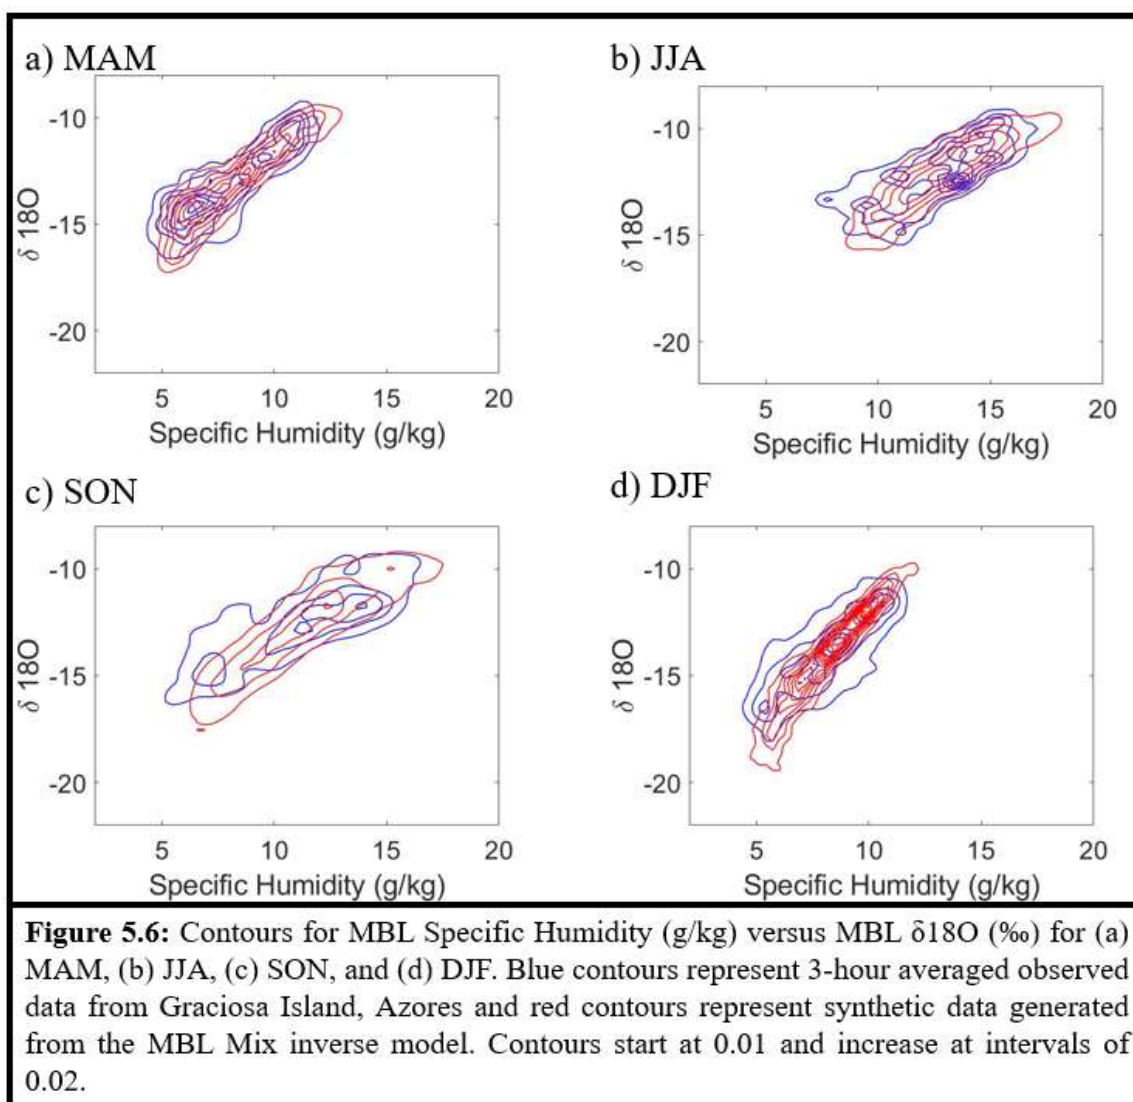 a) MAM
b) JJA
-10
-15
-20
δ 18O
5 10 15 20
Specific Humidity (g/kg)
-10
-15
-20
δ 18O
5 10 15 20
Specific Humidity (g/kg)
c) SON
d) DJF
-10
-15
-20
δ 18O
5 10 15 20
Specific Humidity (g/kg)
-10
-15
-20
δ 18O
5 10 15 20
Specific Humidity (g/kg)
Figure 5.6: Contours for MBL Specific Humidity (g/kg) versus MBL δ18O (‰) for (a)
MAM, (b) JJA, (c) SON, and (d) DJF. Blue contours represent 3-hour averaged observed
data from Graciosa Island, Azores and red contours represent synthetic data generated
from the MBL Mix inverse model. Contours start at 0.01 and increase at intervals of
0.02.